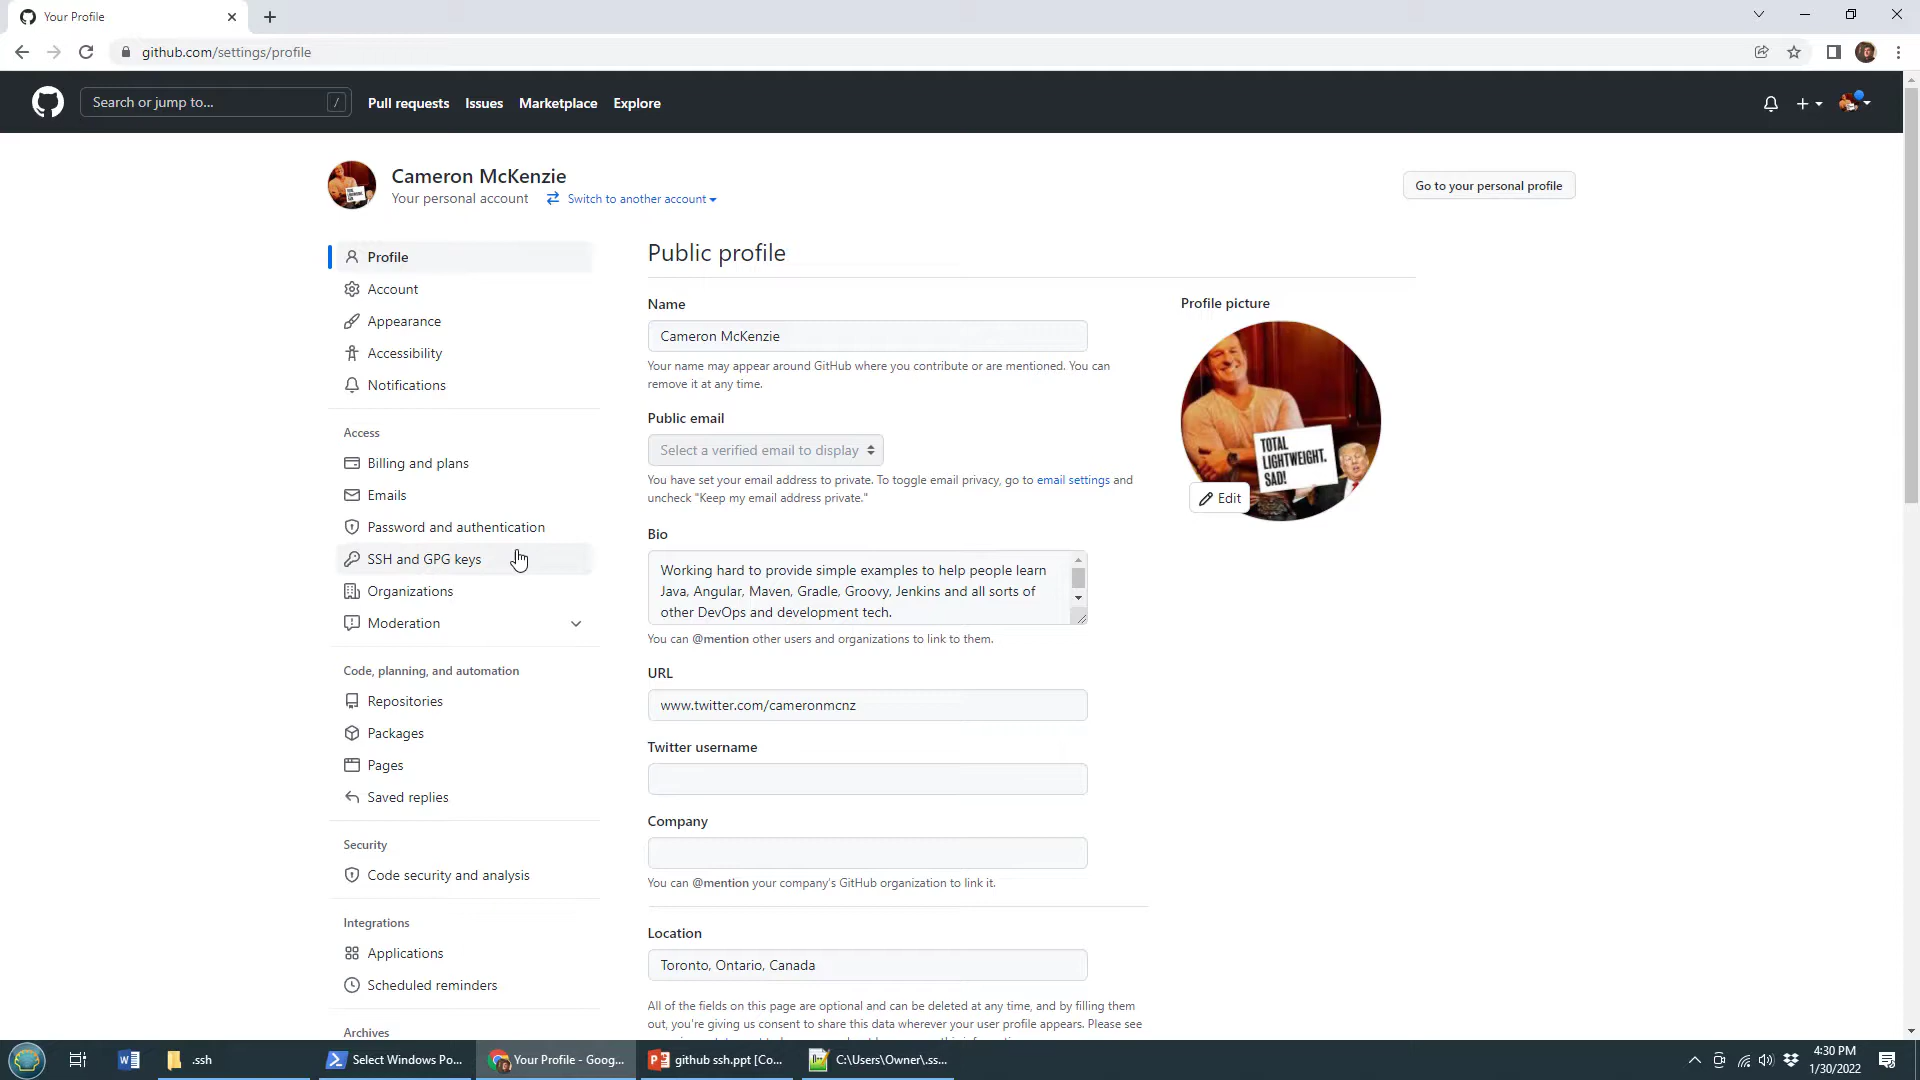 Your Profile
github.com/settings/profile
Search or jump to...
/
Pull requests
Issues
Marketplace
Explore
Cameron McKenzie
Your personal account
Switch to another account
Go to your personal profile
Profile
Account
Appearance
Accessibility
Notifications
Access
Billing and plans
Emails
Password and authentication
SSH and GPG keys
Organizations
Moderation
Code, planning, and automation
Repositories
Packages
Pages
Saved replies
Security
Code security and analysis
Integrations
Applications
Scheduled reminders
Archives
Public profile
Name
Cameron McKenzie
Your name may appear around GitHub where you contribute or are mentioned. You can
remove it at any time.
Public email
Select a verified email to display
You have set your email address to private. To toggle email privacy, go to email settings and
uncheck "Keep my email address private."
Bio
Working hard to provide simple examples to help people learn
Java, Angular, Maven, Gradle, Groovy, Jenkins and all sorts of
other DevOps and development tech.
You can @mention other users and organizations to link to them.
URL
www.twitter.com/cameronmcnz
Twitter username
Company
You can @mention your company's GitHub organization to link it.
Location
Toronto, Ontario, Canada
All of the fields on this page are optional and can be deleted at any time, and by filling them
out, you're giving us consent to share this data wherever your user profile appears. Please see
Profile picture
TOTAL
LIGHTWEIGHT.
SAD!
Edit
.ssh
Select Windows Po...
Your Profile - Goog...
github ssh.ppt [Co...
C:\Users\Owner\.ss...
4:30 PM
1/30/2022